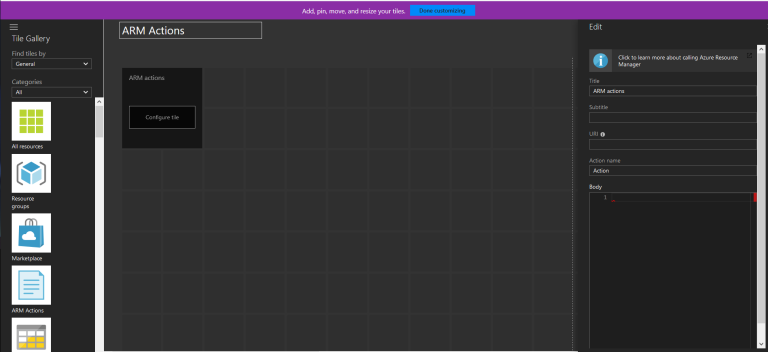 Add, pin, move, and resize your tiles. Done customizing
Tile Gallery
Find tiles by
General
Categories
All
All resources
Resource
groups
Marketplace
ARM Actions
ARM Actions
ARM actions
Configure tile
Edit
Click to learn more about calling Azure Resource
Manager
Title
ARM actions
Subtitle
URI
Action name
Action
Body
1